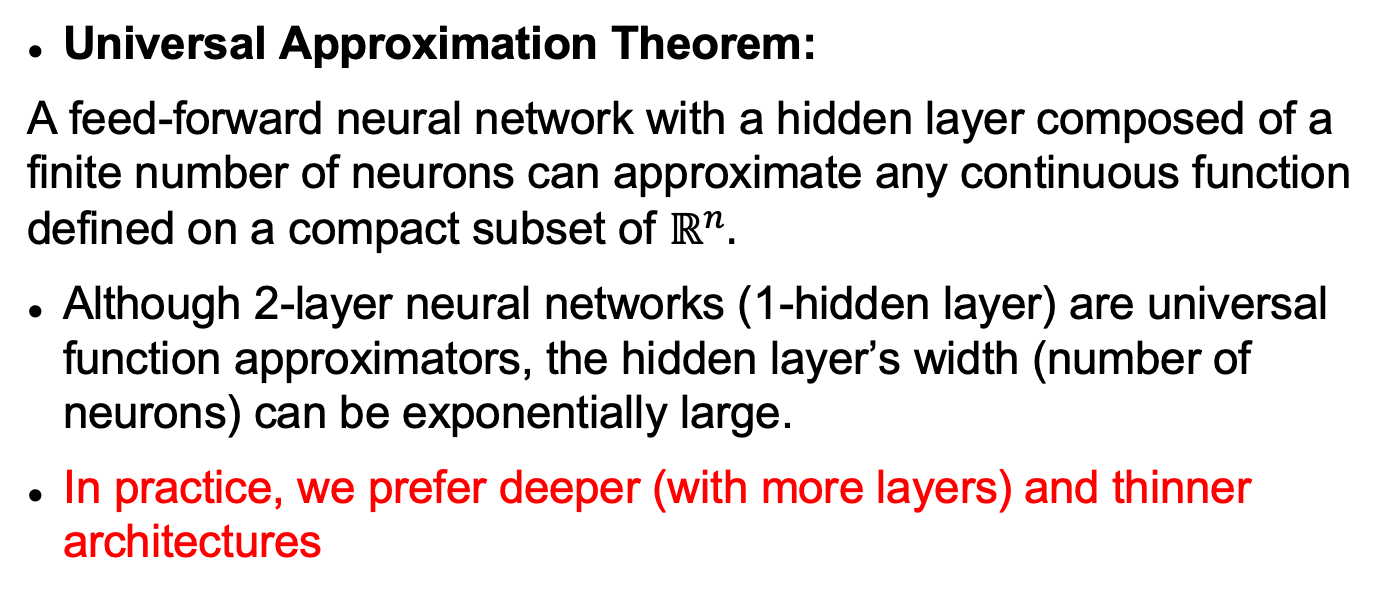 • Universal Approximation Theorem:
A feed-forward neural network with a hidden layer composed of a
finite number of neurons can approximate any continuous function
defined on a compact subset of ℝⁿ.
• Although 2-layer neural networks (1-hidden layer) are universal
function approximators, the hidden layer’s width (number of
neurons) can be exponentially large.
• In practice, we prefer deeper (with more layers) and thinner
architectures